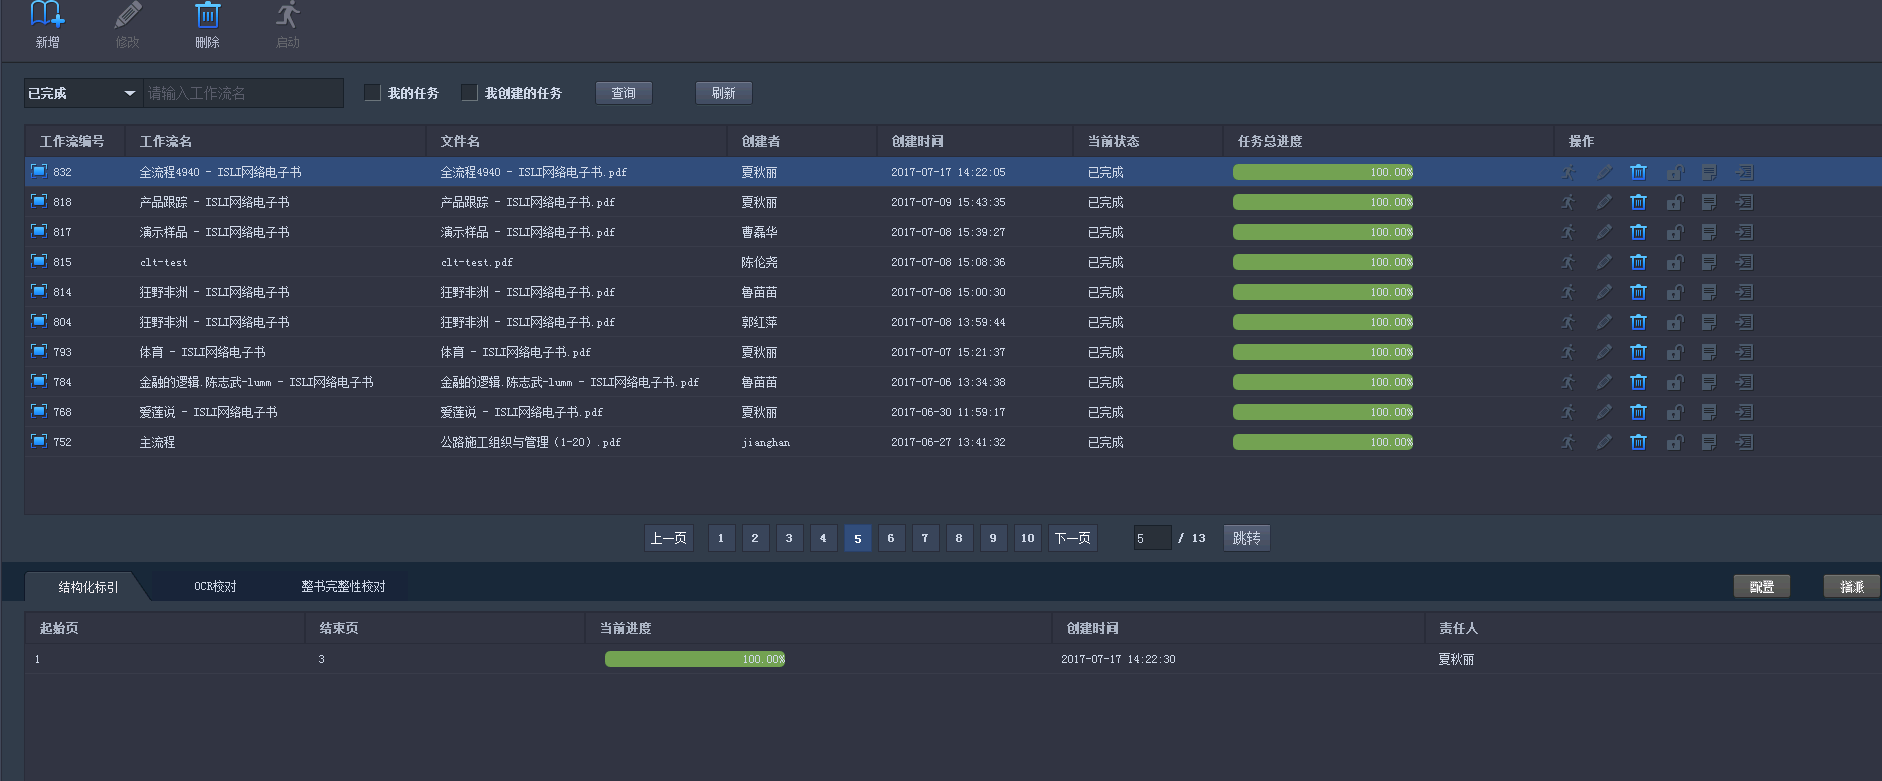 新增 修改 删除 启动
已完成 请输入工作流名 我的任务 我创建的任务 查询 刷新
工作流编号 工作流名 文件名 创建者 创建时间 当前状态 任务总进度 操作
832 全流程4940 - ISLI网络电子书 全流程4940 - ISLI网络电子书.pdf 夏秋丽 2017-07-17 14:22:05 已完成 100.00%
818 产品跟踪 - ISLI网络电子书 产品跟踪 - ISLI网络电子书.pdf 夏秋丽 2017-07-09 15:43:35 已完成 100.00%
817 演示样品 - ISLI网络电子书 演示样品 - ISLI网络电子书.pdf 曹磊华 2017-07-08 15:39:27 已完成 100.00%
815 clt-test clt-test.pdf 陈伦尧 2017-07-08 15:08:36 已完成 100.00%
814 狂野非洲 - ISLI网络电子书 狂野非洲 - ISLI网络电子书.pdf 鲁苗苗 2017-07-08 15:00:30 已完成 100.00%
804 狂野非洲 - ISLI网络电子书 狂野非洲 - ISLI网络电子书.pdf 郭红萍 2017-07-08 13:59:44 已完成 100.00%
793 体育 - ISLI网络电子书 体育 - ISLI网络电子书.pdf 夏秋丽 2017-07-07 15:21:37 已完成 100.00%
784 金融的逻辑.陈志武-lumm - ISLI网络电子书 金融的逻辑.陈志武-lumm - ISLI网络电子书.pdf 鲁苗苗 2017-07-06 13:34:38 已完成 100.00%
768 爱莲说 - ISLI网络电子书 爱莲说 - ISLI网络电子书.pdf 夏秋丽 2017-06-30 11:59:17 已完成 100.00%
752 主流程 公路施工组织与管理（1-20）.pdf jianghan 2017-06-27 13:41:32 已完成 100.00%
上一页 1 2 3 4 5 6 7 8 9 10 下一页 5 / 13 跳转
结构化标引 OCR校对 整书完整性校对 配置 指派
起始页 结束页 当前进度 创建时间 责任人
1 3 100.00% 2017-07-17 14:22:30 夏秋丽